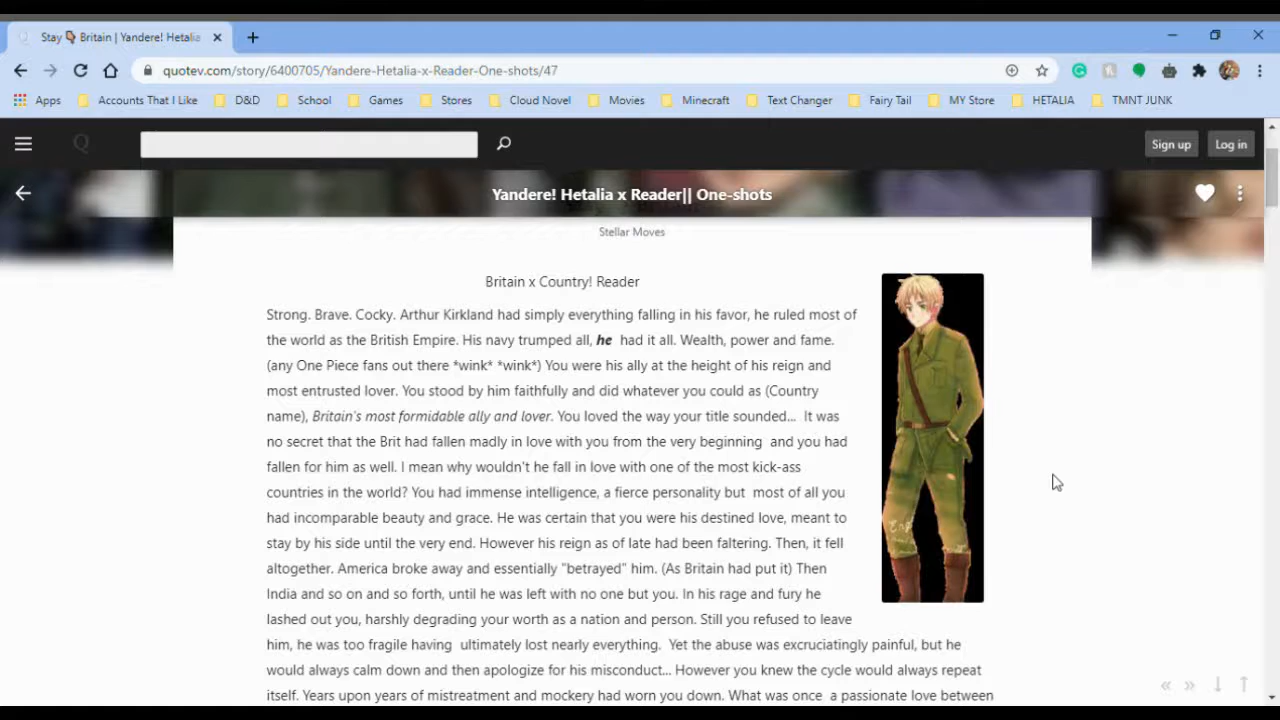 Stay Britain | Yandere! Hetalia
quotev.com/story/6400705/Yandere-Hetalia-x-Reader-One-shots/47
Apps Accounts That I Like D&D School Games Stores Cloud Novel Movies Minecraft Text Changer Fairy Tail MY Store HETALIA TMNT JUNK
Q Sign up Log in
Yandere! Hetalia x Reader|| One-shots
Stellar Moves
Britain x Country! Reader
Strong. Brave. Cocky. Arthur Kirkland had simply everything falling in his favor, he ruled most of
the world as the British Empire. His navy trumped all, he had it all. Wealth, power and fame.
(any One Piece fans out there *wink* *wink*) You were his ally at the height of his reign and
most entrusted lover. You stood by him faithfully and did whatever you could as (Country
name), Britain's most formidable ally and lover. You loved the way your title sounded... It was
no secret that the Brit had fallen madly in love with you from the very beginning and you had
fallen for him as well. I mean why wouldn't he fall in love with one of the most kick-ass
countries in the world? You had immense intelligence, a fierce personality but most of all you
had incomparable beauty and grace. He was certain that you were his destined love, meant to
stay by his side until the very end. However his reign as of late had been faltering. Then, it fell
altogether. America broke away and essentially "betrayed" him. (As Britain had put it) Then
India and so on and so forth, until he was left with no one but you. In his rage and fury he
lashed out you, harshly degrading your worth as a nation and person. Still you refused to leave
him, he was too fragile having ultimately lost nearly everything. Yet the abuse was excruciatingly painful, but he
would always calm down and then apologize for his misconduct... However you knew the cycle would always repeat
itself. Years upon years of mistreatment and mockery had worn you down. What was once a passionate love between